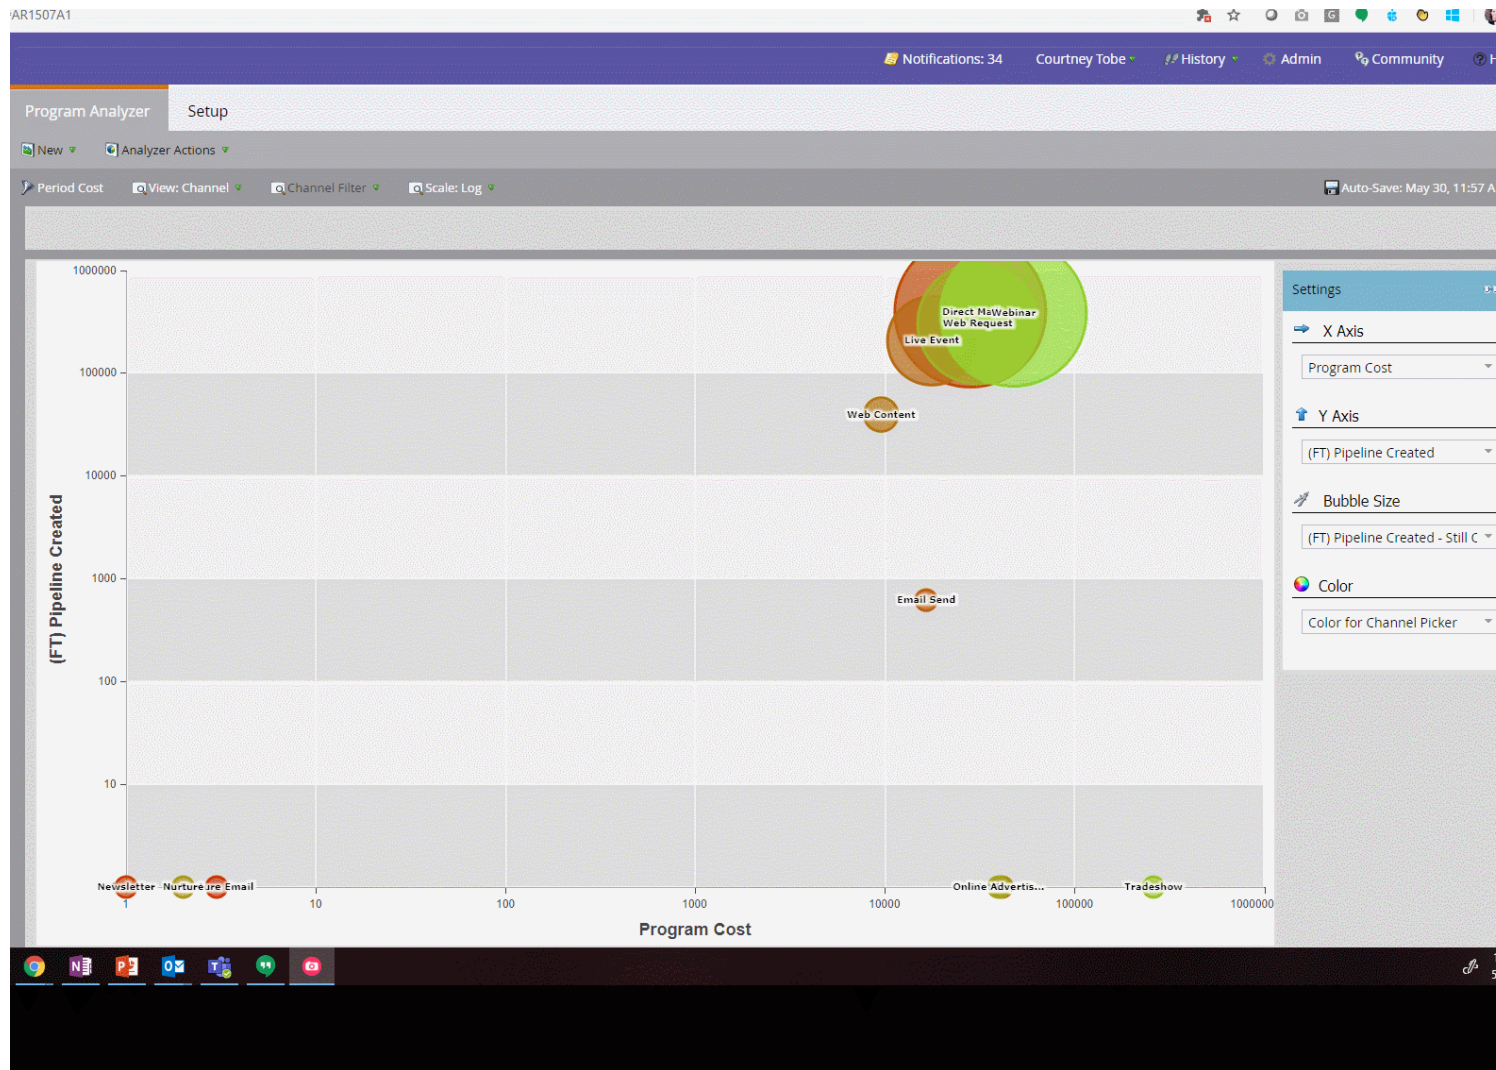 AR1507A1
Notifications: 34 Courtney Tobe History Admin Community
Program Analyzer Setup
New Analyzer Actions
Period Cost View: Channel Channel Filter Scale: Log Auto-Save: May 30, 11:57 A
Settings
X Axis
Program Cost
Y Axis
(FT) Pipeline Created
Bubble Size
(FT) Pipeline Created - Still C
Color
Color for Channel Picker
(FT) Pipeline Created
1000000
100000
10000
1000
100
10
Direct Ma Webinar
Web Request
Live Event
Web Content
Email Send
Newsletter Nurture ure Email Online Advertis... Tradeshow
1 10 100 1000 10000 100000 1000000
Program Cost